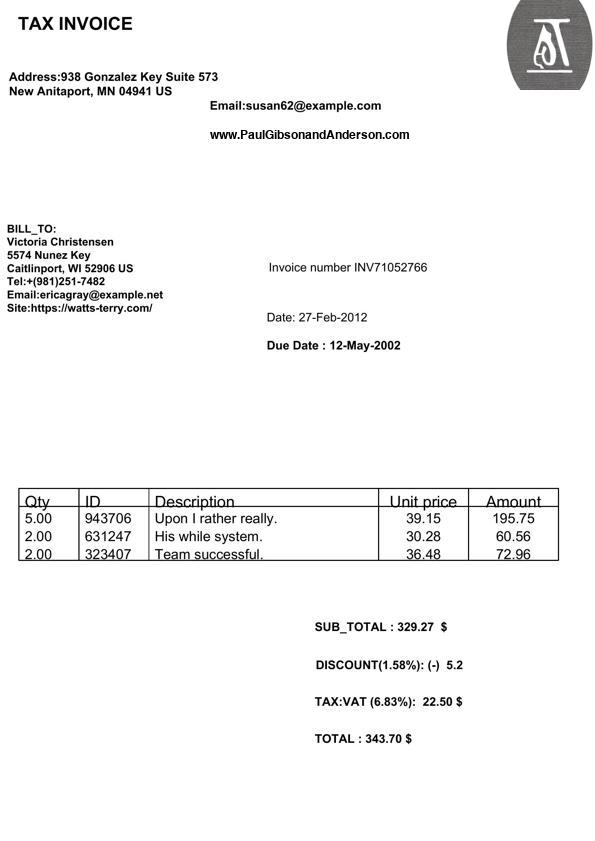 TAX INVOICE
Address:938 Gonzalez Key Suite 573
New Anitaport, MN 04941 US
Email:susan62@example.com
www.PaulGibsonandAnderson.com
BILL_TO:
Victoria Christensen
5574 Nunez Key
Caitlinport, WI 52906 US
Tel:+(981)251-7482
Email:ericagray@example.net
Site:https://watts-terry.com/
Invoice number INV71052766
Date: 27-Feb-2012
Due Date : 12-May-2002
Qty ID Description Unit price Amount
5.00 943706 Upon I rather really. 39.15 195.75
2.00 631247 His while system. 30.28 60.56
2.00 323407 Team successful. 36.48 72.96
SUB_TOTAL : 329.27 $
DISCOUNT(1.58%): (-) 5.2
TAX:VAT (6.83%): 22.50 $
TOTAL : 343.70 $